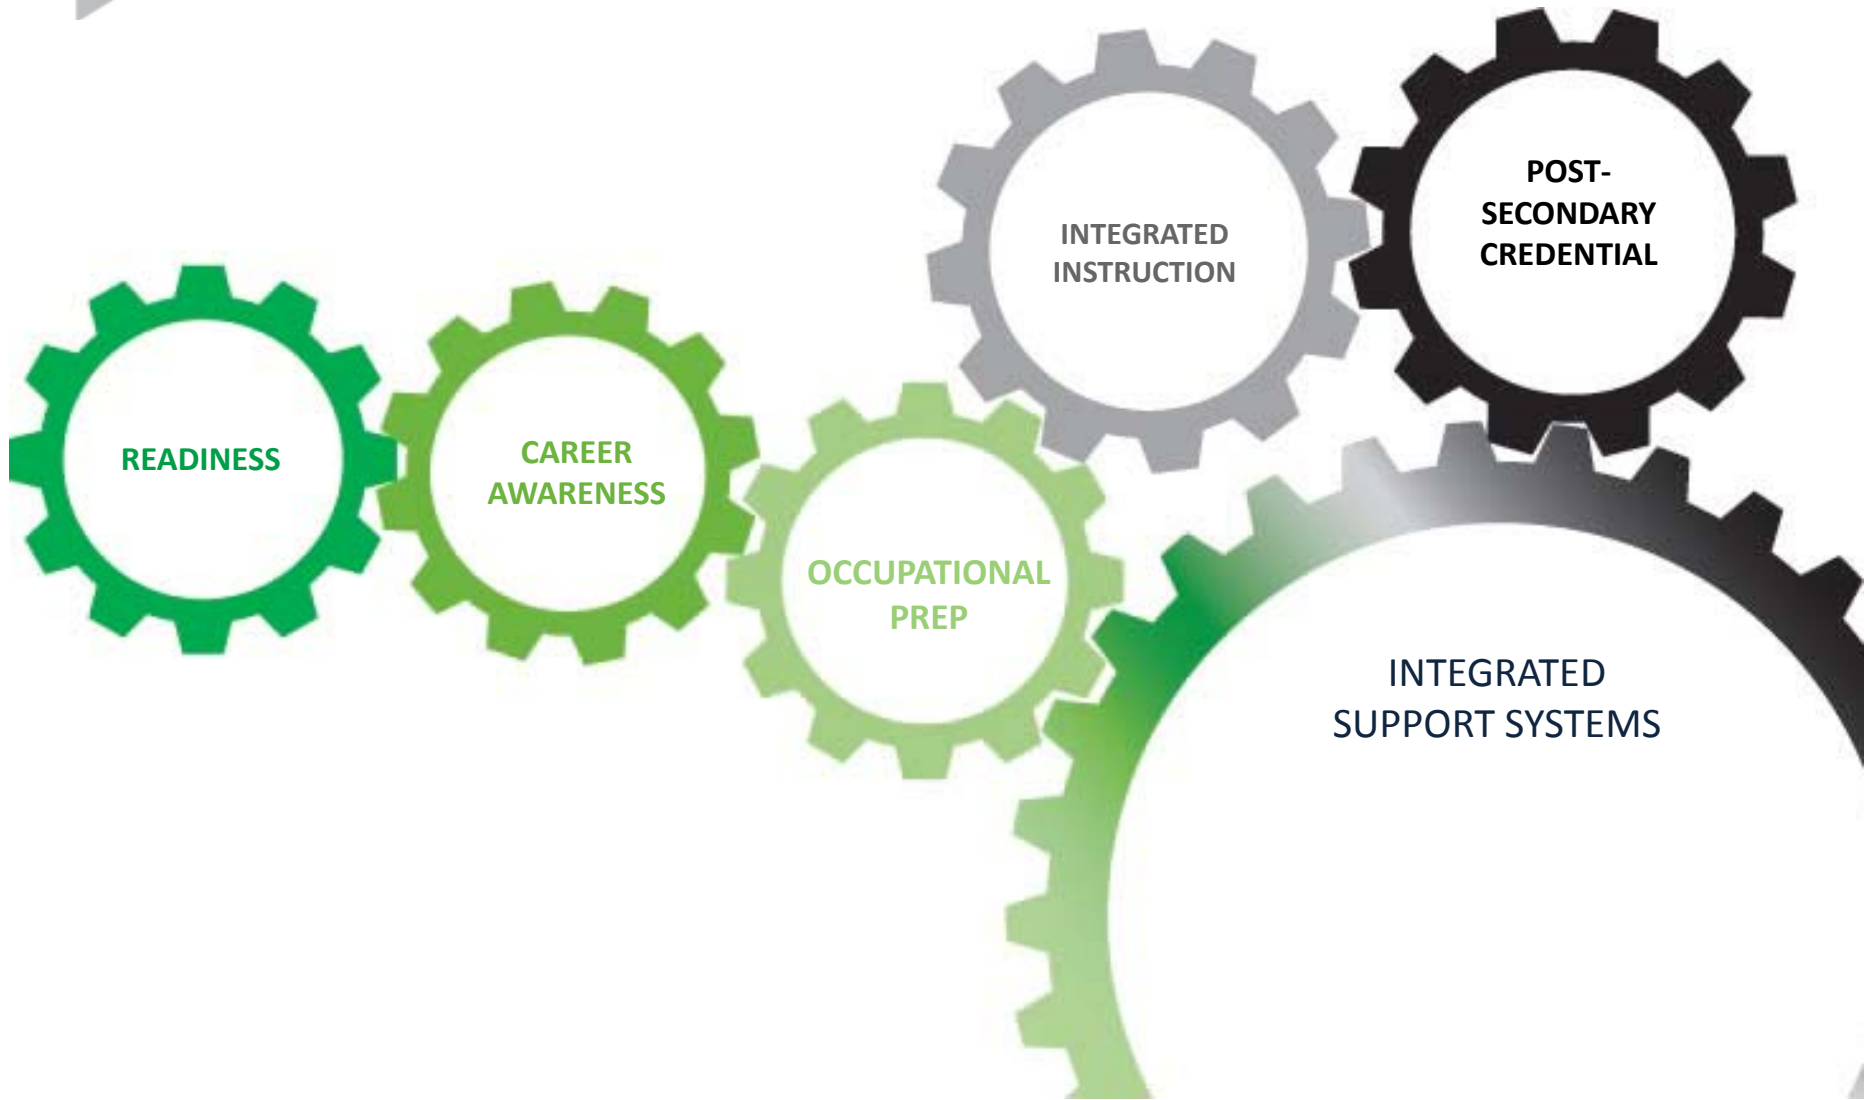 READINESS
CAREER
AWARENESS
OCCUPATIONAL
PREP
INTEGRATED
INSTRUCTION
POST-
SECONDARY
CREDENTIAL
INTEGRATED
SUPPORT SYSTEMS